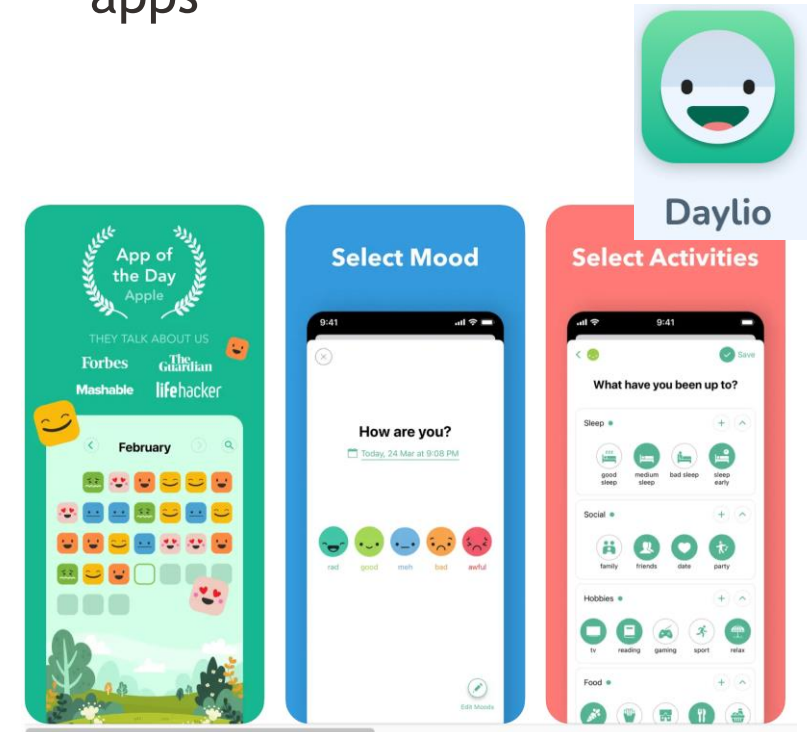 apps
Daylio
App of
the Day
Apple
THEY TALK ABOUT US
Forbes
The
Guardian
Mashable
lifehacker
February
Select Mood
9:41
How are you?
Today, 24 Mar at 9:08 PM
rad good meh bad awful
Edit Moods
Select Activities
9:41
Save
What have you been up to?
Sleep
good sleep medium sleep bad sleep sleep early
Social
family friends date party
Hobbies
tv reading gaming sport relax
Food